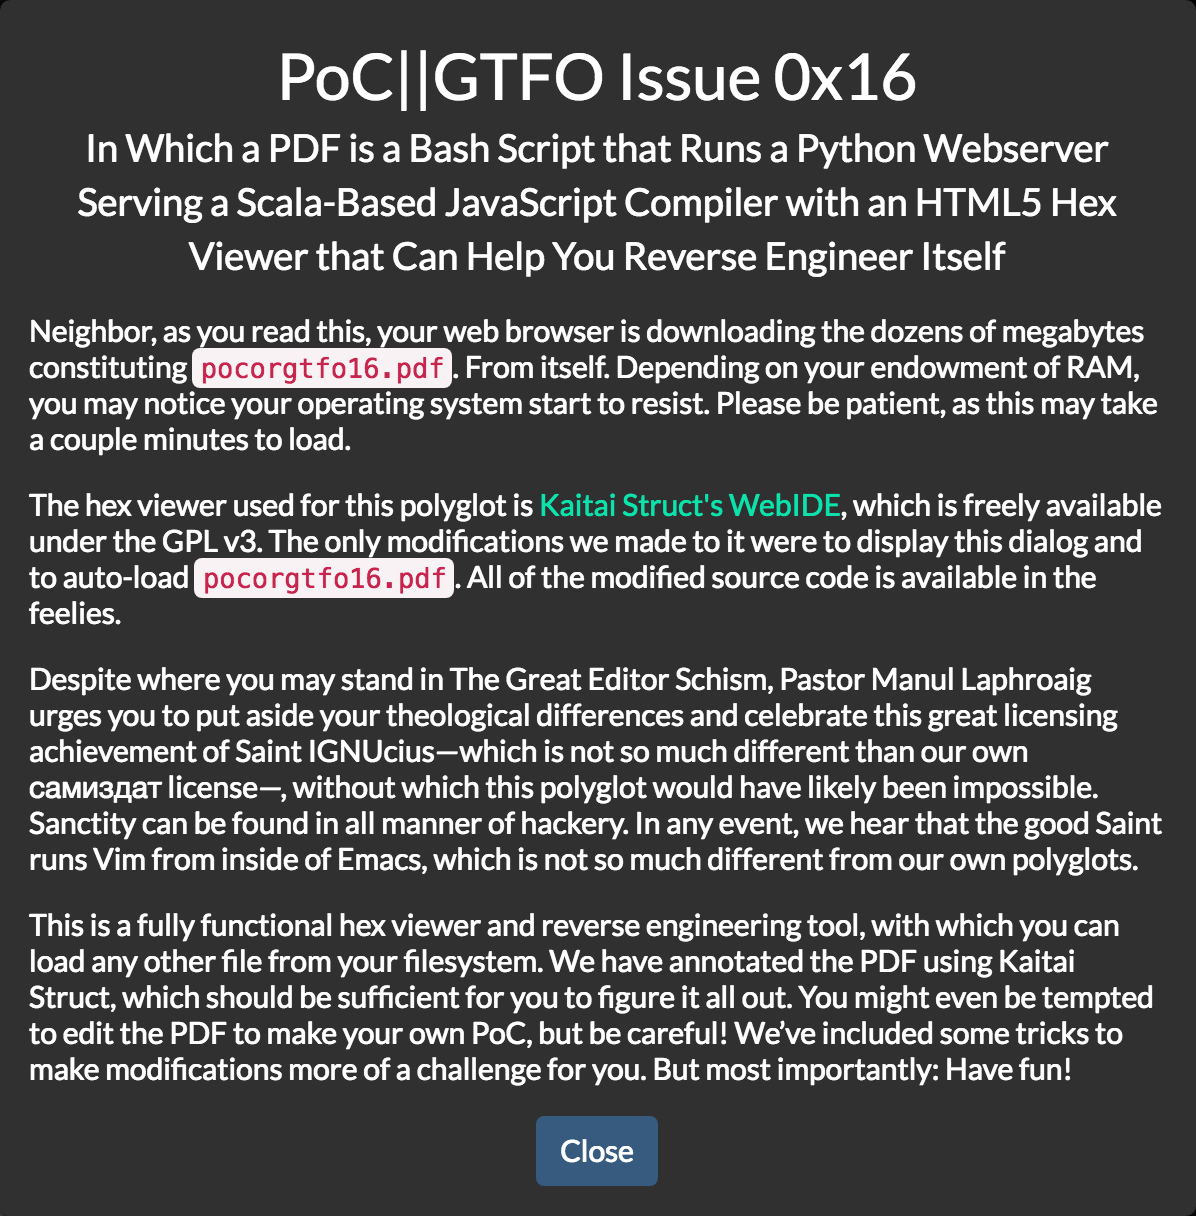 PoC||GTFO Issue 0x16
In Which a PDF is a Bash Script that Runs a Python Webserver
Serving a Scala-Based JavaScript Compiler with an HTML5 Hex
Viewer that Can Help You Reverse Engineer Itself
Neighbor, as you read this, your web browser is downloading the dozens of megabytes
constituting pocorgtfo16.pdf. From itself. Depending on your endowment of RAM,
you may notice your operating system start to resist. Please be patient, as this may take
a couple minutes to load.
The hex viewer used for this polyglot is Kaitai Struct's WebIDE, which is freely available
under the GPL v3. The only modifications we made to it were to display this dialog and
to auto-load pocorgtfo16.pdf. All of the modified source code is available in the
feelies.
Despite where you may stand in The Great Editor Schism, Pastor Manul Laphroaig
urges you to put aside your theological differences and celebrate this great licensing
achievement of Saint IGNUcius—which is not so much different than our own
самиздат license—, without which this polyglot would have likely been impossible.
Sanctity can be found in all manner of hackery. In any event, we hear that the good Saint
runs Vim from inside of Emacs, which is not so much different from our own polyglots.
This is a fully functional hex viewer and reverse engineering tool, with which you can
load any other file from your filesystem. We have annotated the PDF using Kaitai
Struct, which should be sufficient for you to figure it all out. You might even be tempted
to edit the PDF to make your own PoC, but be careful! We’ve included some tricks to
make modifications more of a challenge for you. But most importantly: Have fun!
Close